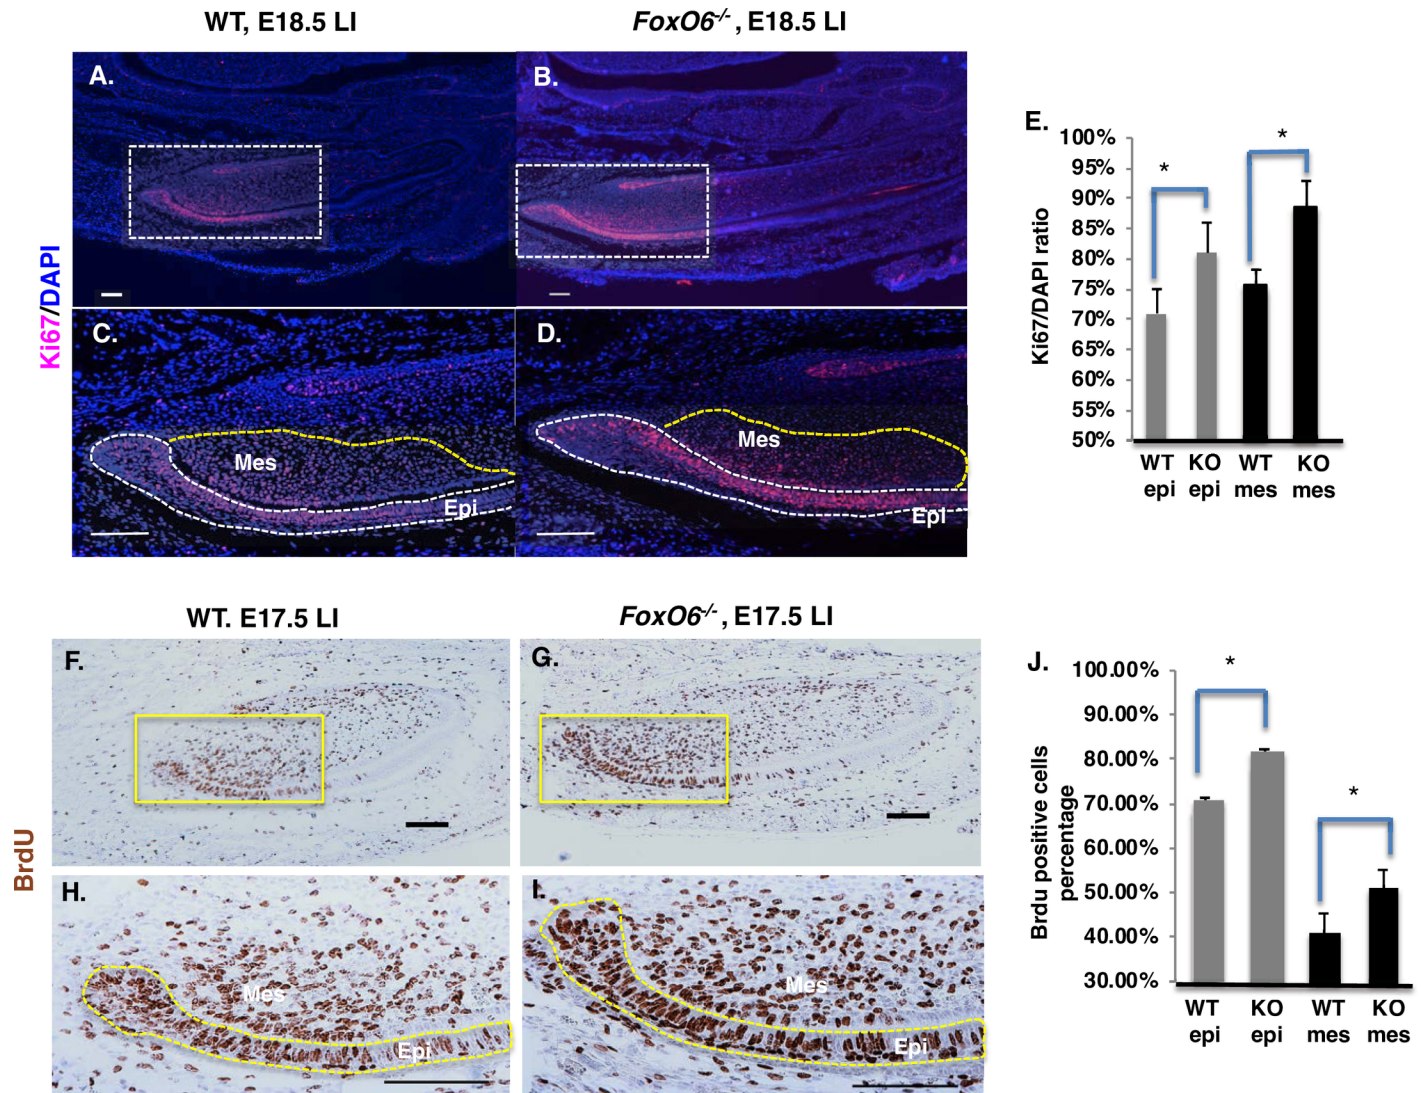 WT, E18.5 LI
FoxO6-/- , E18.5 LI
A.
B.
Ki67/DAPI
C.
Mes
Epi
D.
Mes
Epi
E.
Ki67/DAPI ratio
100%
95%
90%
85%
80%
75%
70%
65%
60%
55%
50%
*
*
WT KO WT KO
epi epi mes mes
WT. E17.5 LI
FoxO6-/- , E17.5 LI
F.
G.
BrdU
H.
Mes
Epi
I.
Mes
Epi
J.
Brdu positive cells
percentage
100.00%
90.00%
80.00%
70.00%
60.00%
50.00%
40.00%
30.00%
*
*
WT KO WT KO
epi epi mes mes